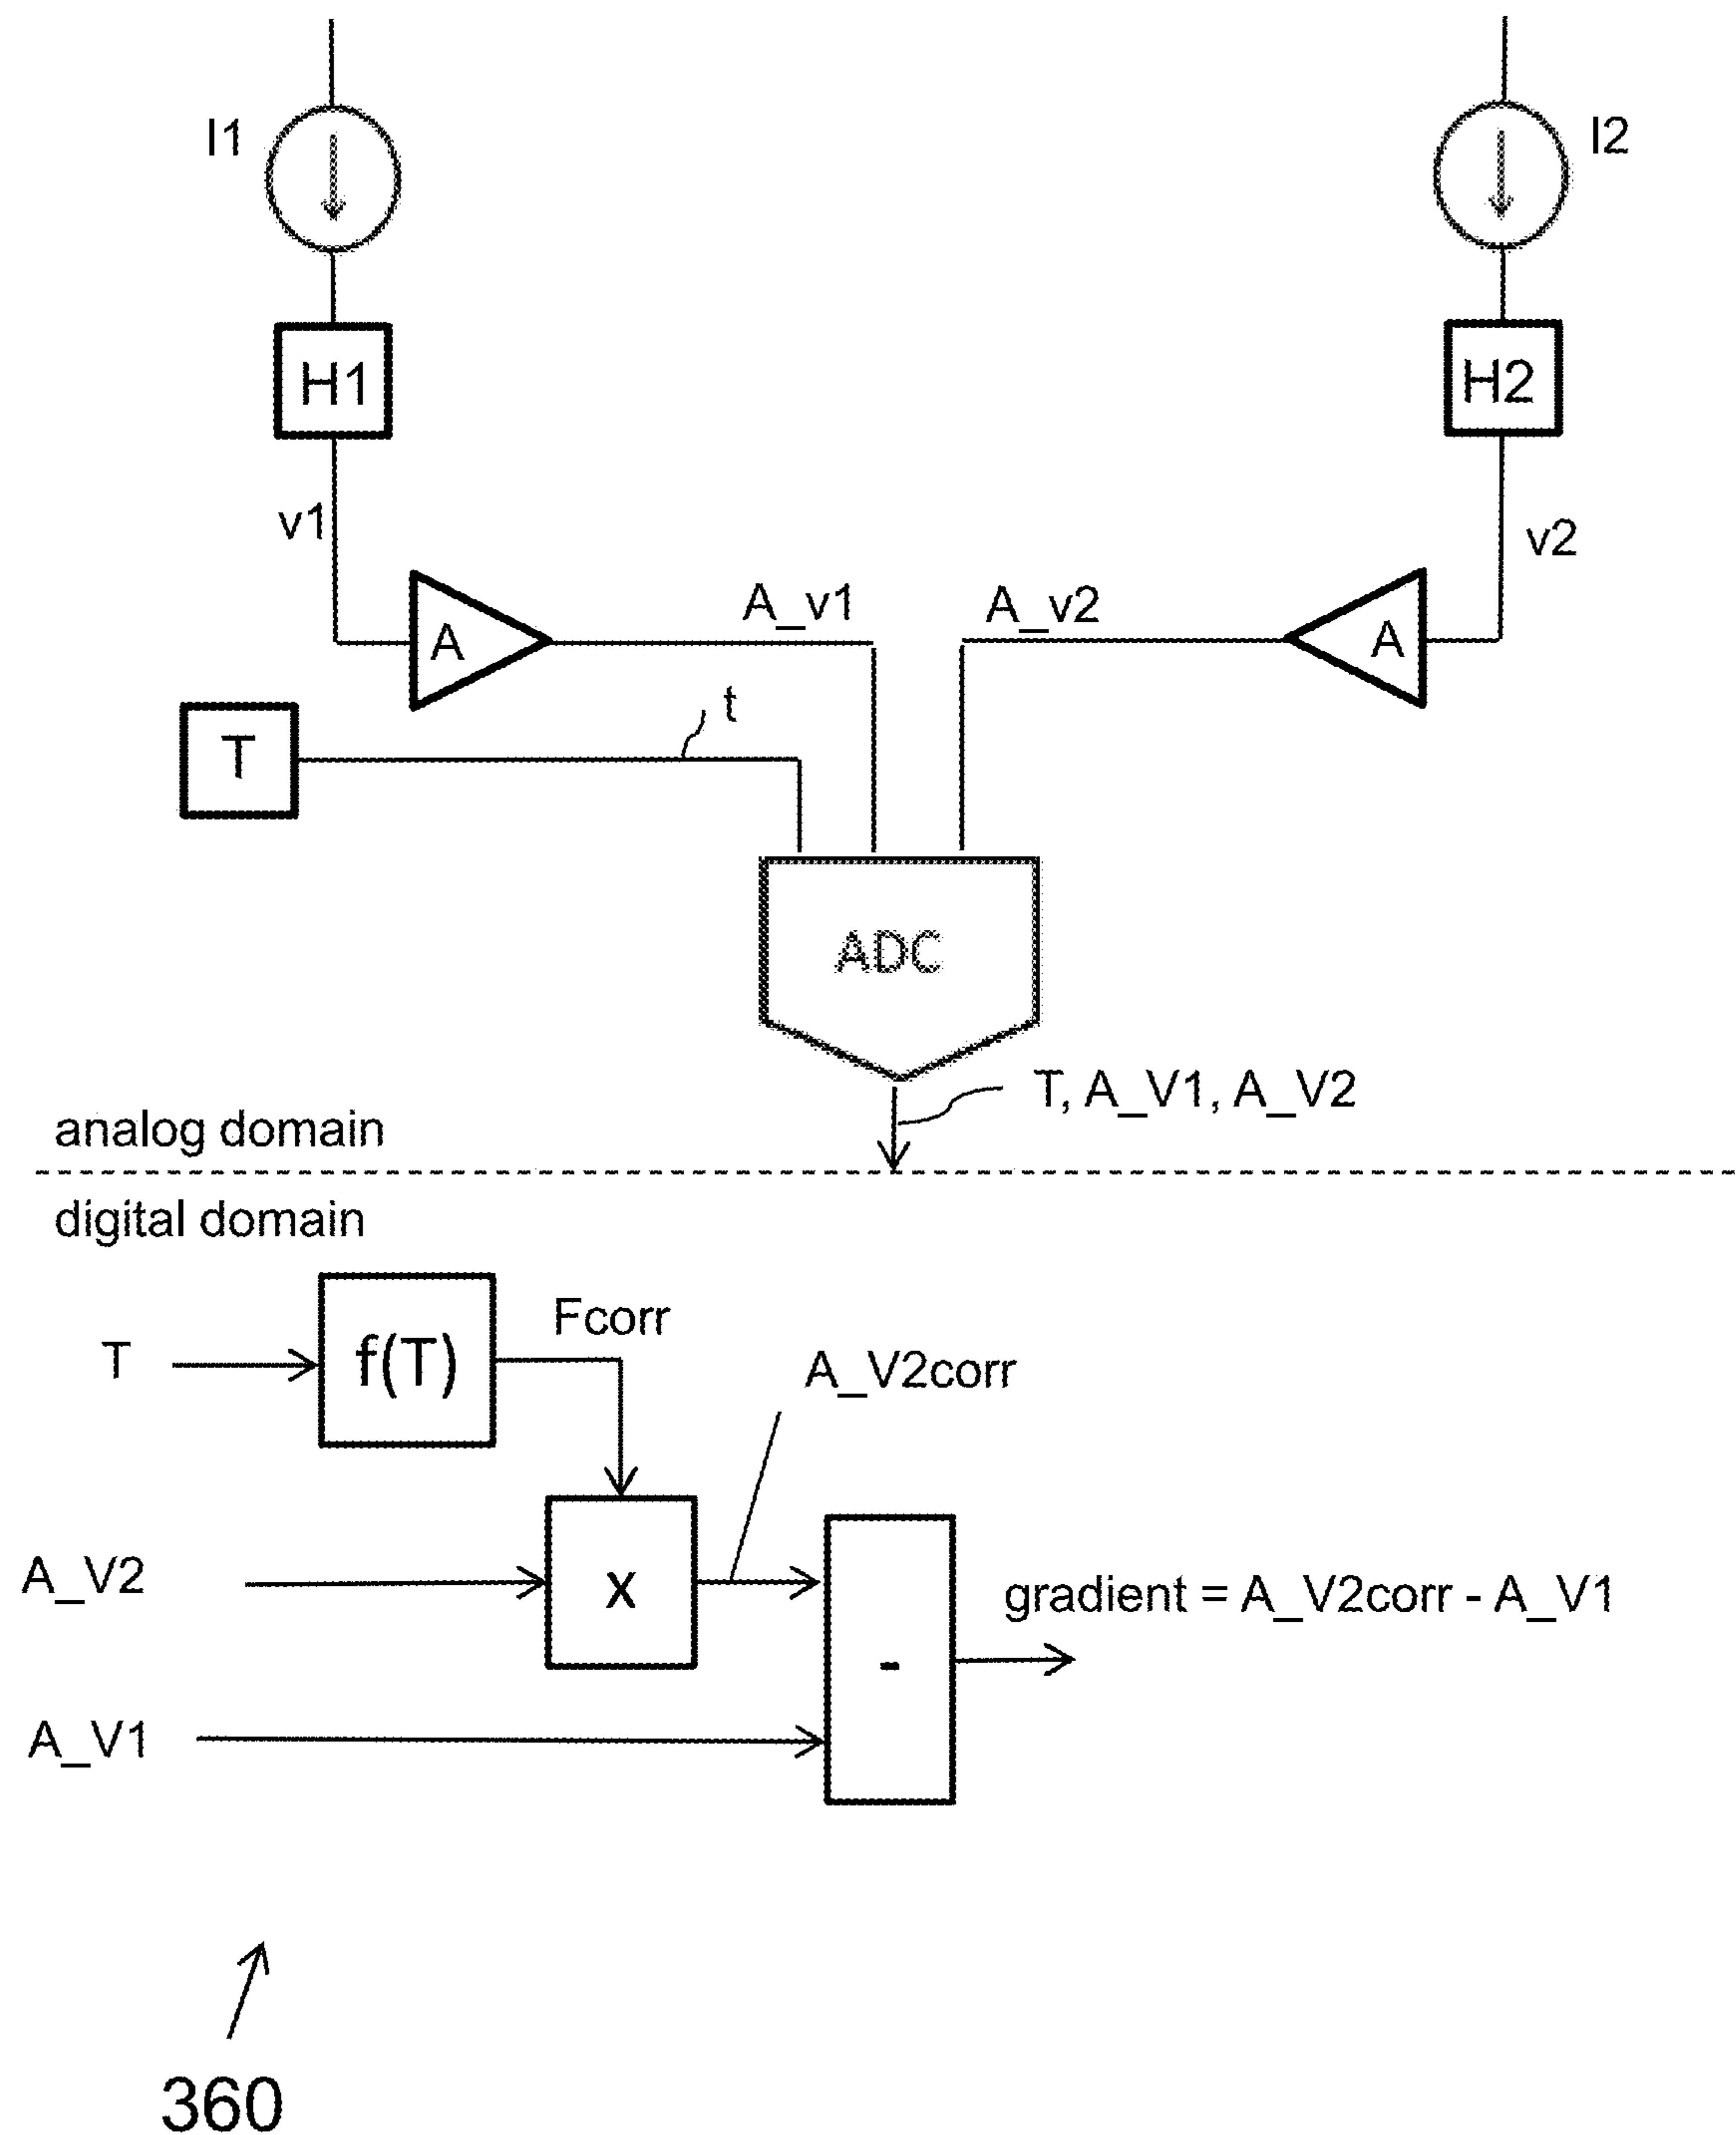 I1
I2
H1
H2
v1
v2
A_v1
A_v2
A
A
t
T
ADC
T, A_V1, A_V2
analog domain
digital domain
Fcorr
T
f(T)
A_V2corr
A_V2
x
gradient = A_V2corr - A_V1
-
A_V1
360